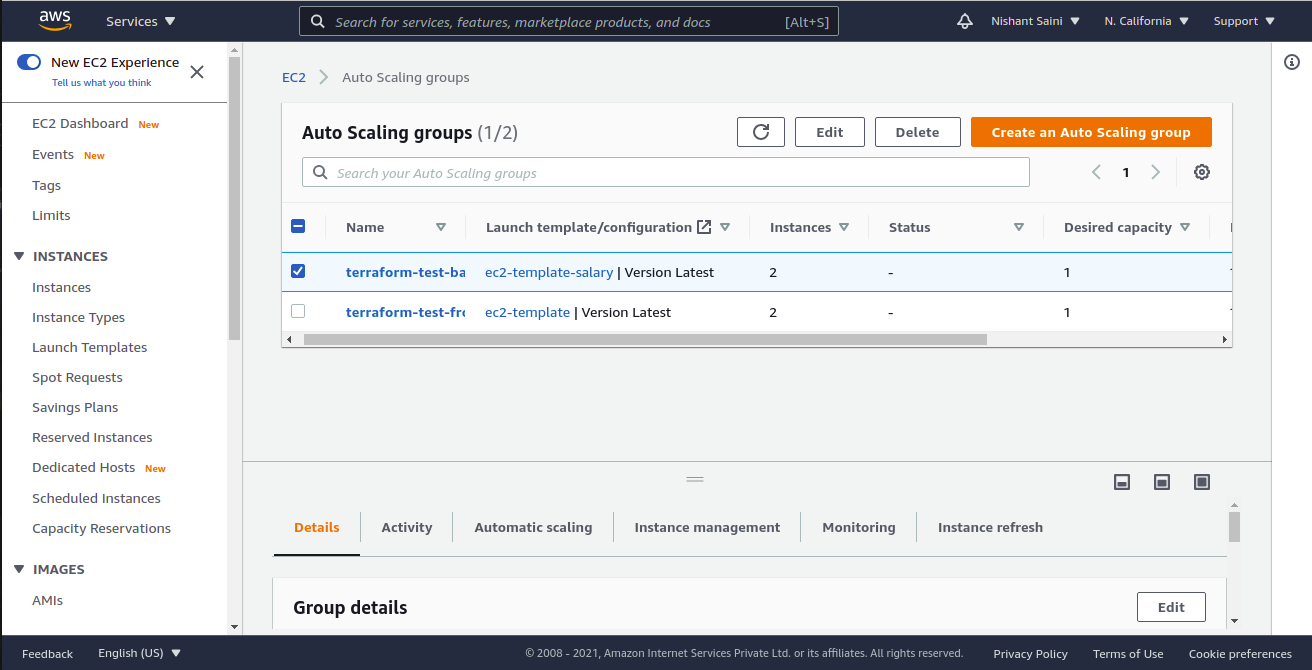 aws
Services
Search for services, features, marketplace products, and docs [Alt+S]
Nishant Saini
N. California
Support
New EC2 Experience
Tell us what you think
EC2 Dashboard New
Events New
Tags
Limits
INSTANCES
Instances
Instance Types
Launch Templates
Spot Requests
Savings Plans
Reserved Instances
Dedicated Hosts New
Scheduled Instances
Capacity Reservations
IMAGES
AMIs
EC2 Auto Scaling groups
Auto Scaling groups (1/2)
Edit
Delete
Create an Auto Scaling group
Search your Auto Scaling groups
1
Name Launch template/configuration Instances Status Desired capacity
terraform-test-ba ec2-template-salary | Version Latest 2 - 1
terraform-test-fro ec2-template | Version Latest 2 - 1
Details Activity Automatic scaling Instance management Monitoring Instance refresh
Group details
Edit
Feedback English (US) © 2008 - 2021, Amazon Internet Services Private Ltd. or its affiliates. All rights reserved. Privacy Policy Terms of Use Cookie preferences